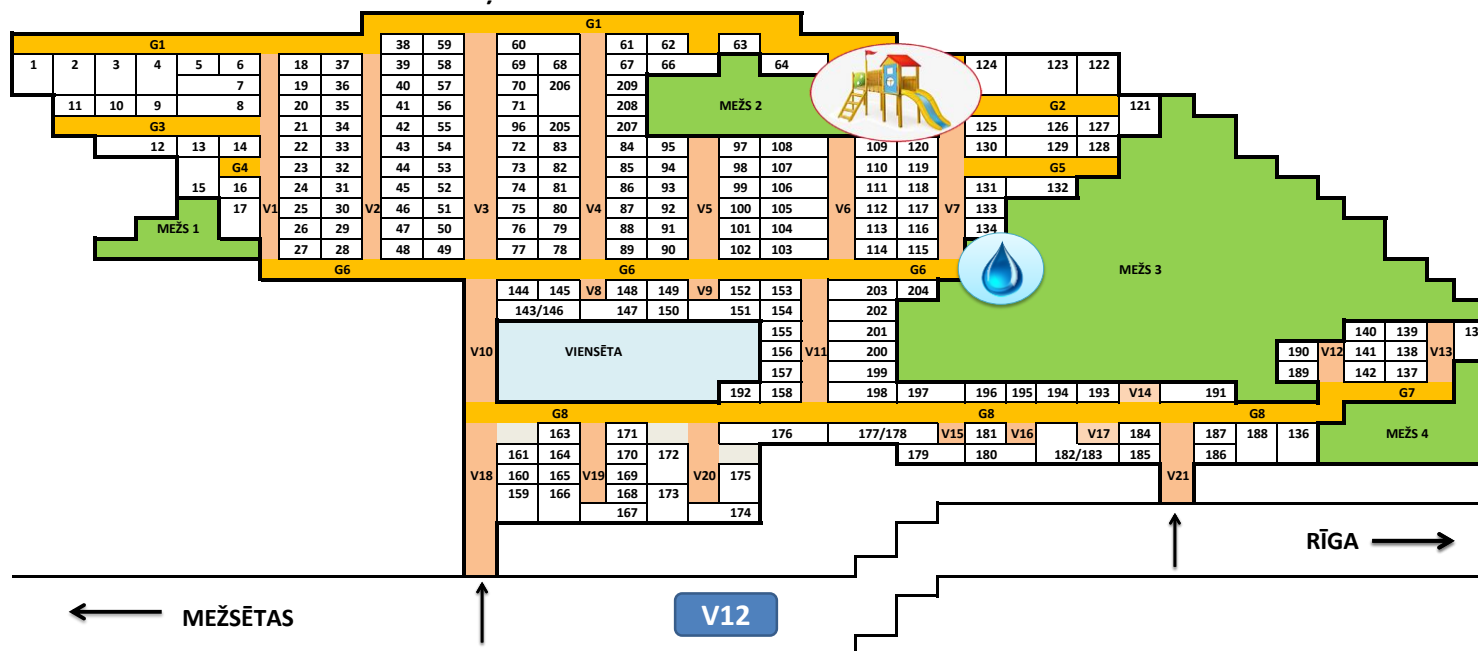 G1
38 59 60 61 62 63
G1
1 2 3 4 5 6 18 37 39 58 69 68 67 66 64 124 123 122
7 19 36 40 57 70 206 209
11 10 9 8 20 35 41 56 71 208 MEŽS 2 G2 121
G3 21 34 42 55 96 205 207 125 126 127
12 13 14 22 33 43 54 72 83 84 95 97 108 109 120 130 129 128
G4 23 32 44 53 73 82 85 94 98 107 110 119 G5
15 16 24 31 45 52 74 81 86 93 99 106 111 118 131 132
17 V1 25 30 V2 46 51 V3 75 80 V4 87 92 V5 100 105 V6 112 117 V7 133
MEŽS 1 26 29 47 50 76 79 88 91 101 104 113 116 134
27 28 48 49 77 78 89 90 102 103 114 115
G6 G6 G6 MEŽS 3
144 145 V8 148 149 V9 152 153 203 204
143/146 147 150 151 154 202
155 201 140 139 13
V10 VIENSĒTA 156 V11 200 190 V12 141 138 V13
157 199 189 142 137
192 158 198 197 196 195 194 193 V14 191 G7
G8 G8 G8
163 171 176 177/178 V15 181 V16 V17 184 187 188 136 MEŽS 4
161 164 170 172 179 180 182/183 185 186
V18 160 165 V19 169 V20 175 V21
159 166 168 173
167 174
RĪGA
MEŽSĒTAS V12